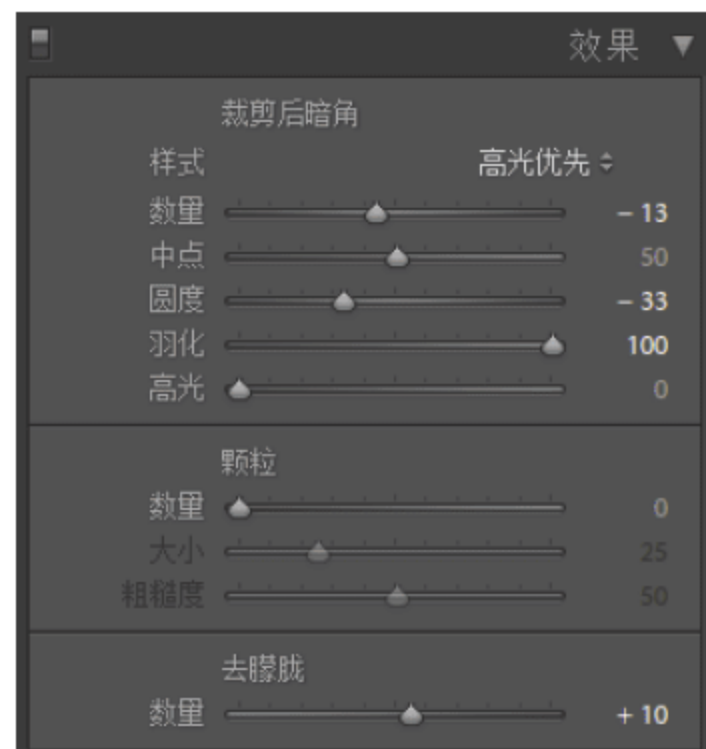 效果
裁剪后暗角
样式 高光优先
数量 – 13
中点 50
圆度 – 33
羽化 100
高光 0
颗粒
数量 0
大小 25
粗糙度 50
去朦胧
数量 + 10